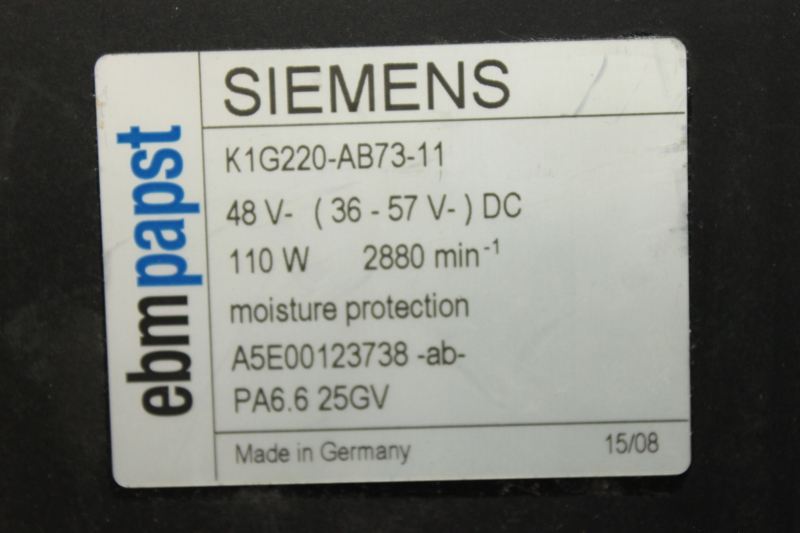 ebmpapst
SIEMENS
K1G220-AB73-11
48 V- ( 36 - 57 V- ) DC
110 W 2880 min⁻¹
moisture protection
A5E00123738 -ab-
PA6.6 25GV
Made in Germany 15/08